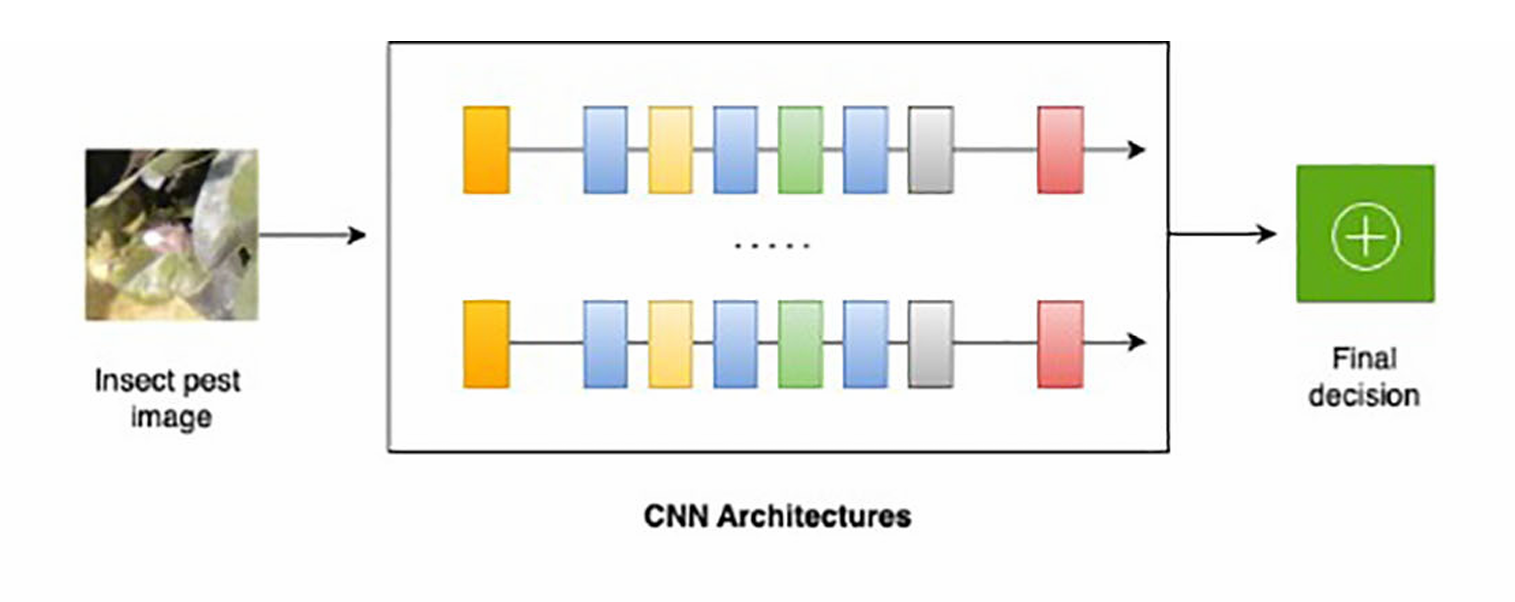 Insect pest
image
.....
CNN Architectures
Final
decision